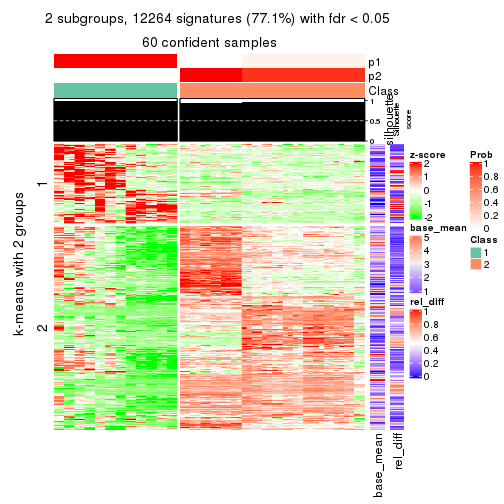 2 subgroups, 12264 signatures (77.1%) with fdr < 0.05
60 confident samples
p1
p2
Class
silhouette
Silhouette
score
1
0.5
0
k-means with 2 groups
1
2
base_mean
rel_diff
z-score
2
1
0
-1
-2
base_mean
5
4
3
2
1
rel_diff
1
0.8
0.6
0.4
0.2
0
Prob
1
0.8
0.6
0.4
0.2
0
Class
1
2